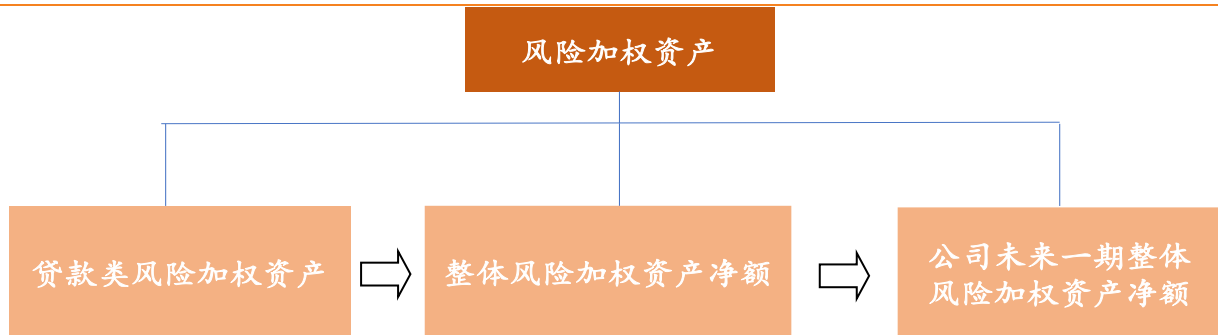 风险加权资产
贷款类风险加权资产
整体风险加权资产净额
公司未来一期整体
风险加权资产净额